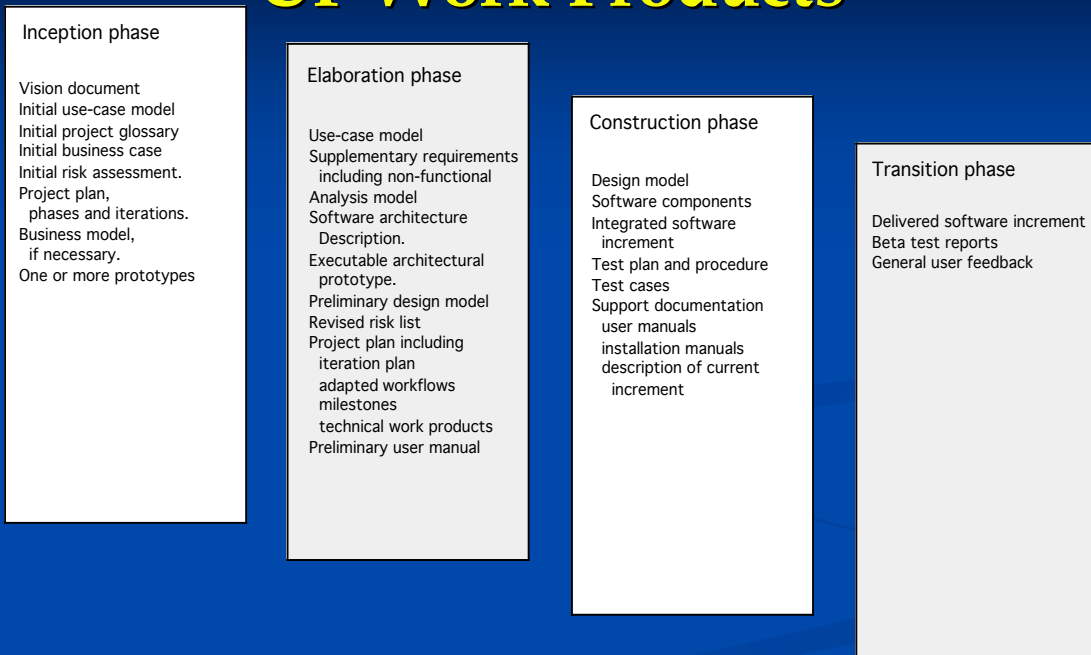 UP Work Products
Inception phase
Vision document
Initial use-case model
Initial project glossary
Initial business case
Initial risk assessment.
Project plan,
phases and iterations.
Business model,
if necessary.
One or more prototypes
Elaboration phase
Use-case model
Supplementary requirements
including non-functional
Analysis model
Software architecture
Description.
Executable architectural
prototype.
Preliminary design model
Revised risk list
Project plan including
iteration plan
adapted workflows
milestones
technical work products
Preliminary user manual
Construction phase
Design model
Software components
Integrated software
increment
Test plan and procedure
Test cases
Support documentation
user manuals
installation manuals
description of current
increment
Transition phase
Delivered software increment
Beta test reports
General user feedback